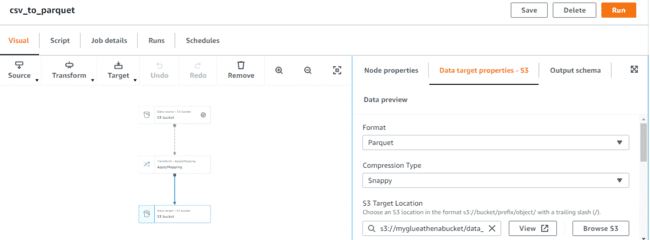 csv_to_parquet
Save Delete Run
Visual Script Job details Runs Schedules
Source Transform Target Undo Redo Remove
Node properties Data target properties - S3 Output schema
Data preview
Data source - S3 bucket
S3 bucket
Transform - ApplyMapping
ApplyMapping
Data target - S3 bucket
S3 bucket
Format
Parquet
Compression Type
Snappy
S3 Target Location
Choose an S3 location in the format s3://bucket/prefix/object/ with a trailing slash (/).
s3://myglueathenabucket/data_ View Browse S3